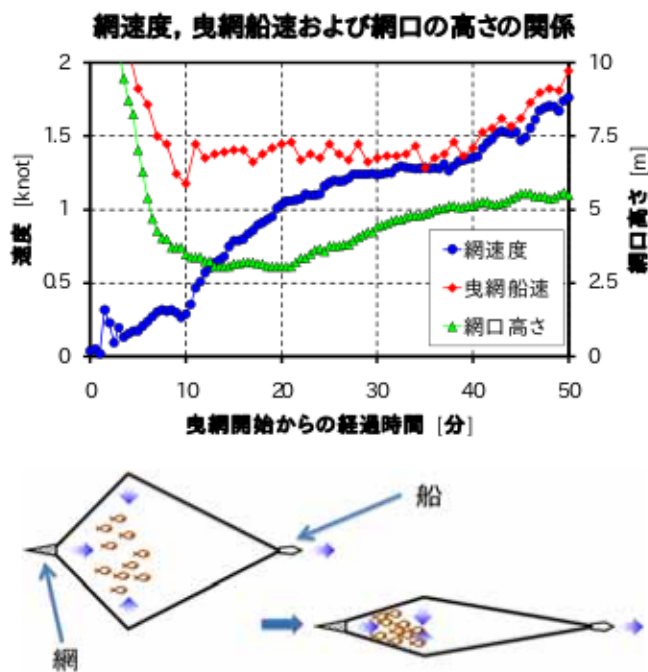 網速度，曳網船速および網口の高さの関係
2
1.5
1
0.5
0
速度 [knot]
10
7.5
5
2.5
0
網口高さ [m]
網速度
曳網船速
網口高さ
0 10 20 30 40 50
曳網開始からの経過時間 [分]
船
網